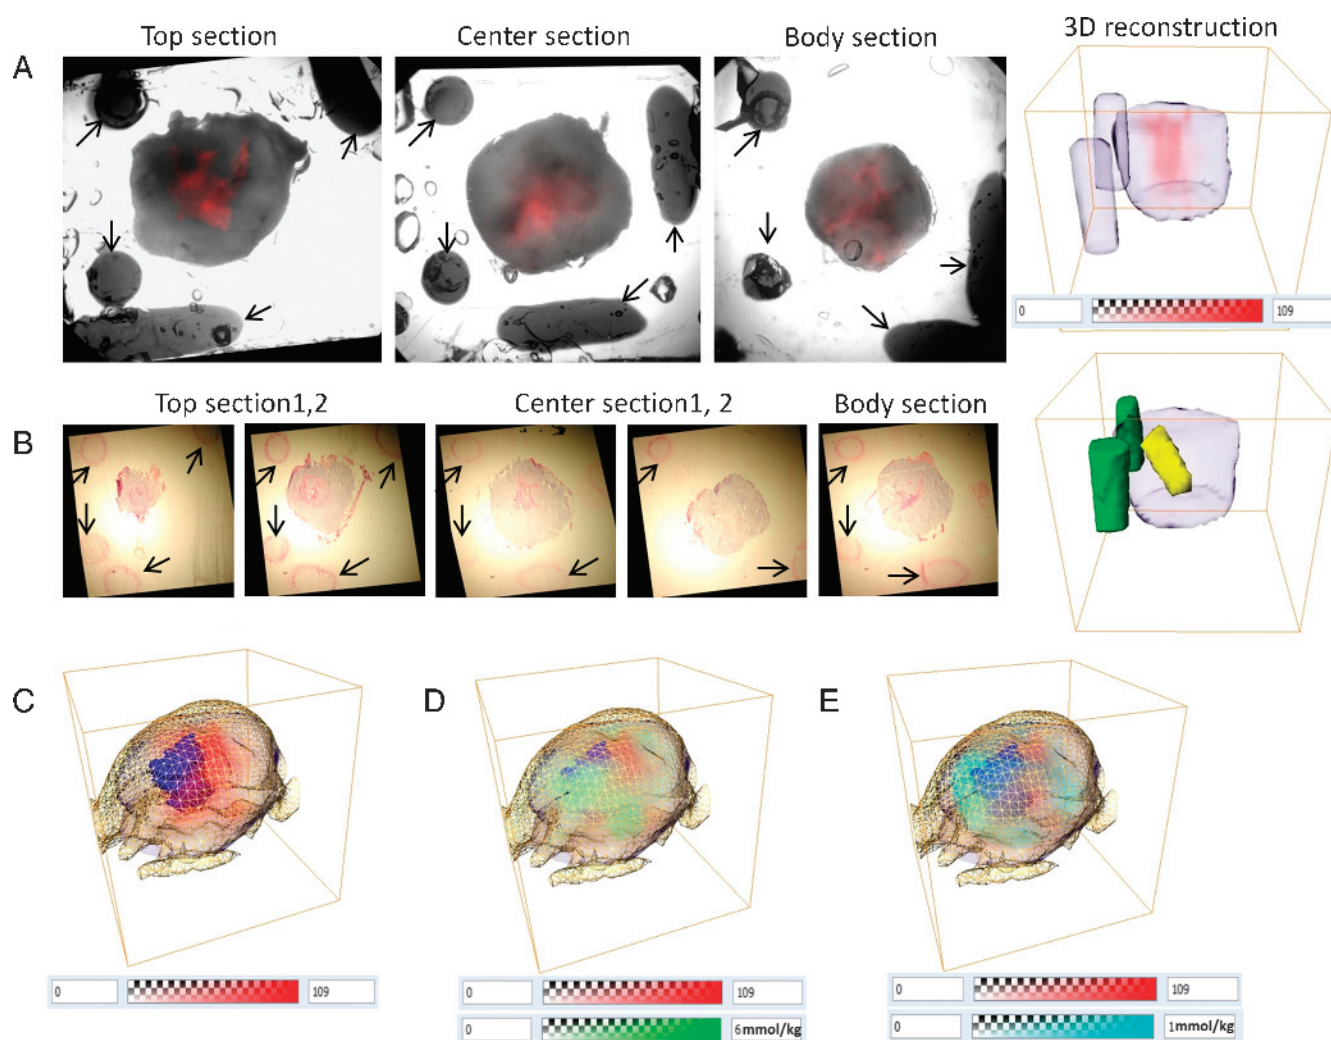 Top section
Center section
Body section
3D reconstruction
A
0
109
Top section1,2
Center section1, 2
Body section
B
C
D
E
0
109
0
109
0
109
0
6mmol/kg
0
1mmol/kg